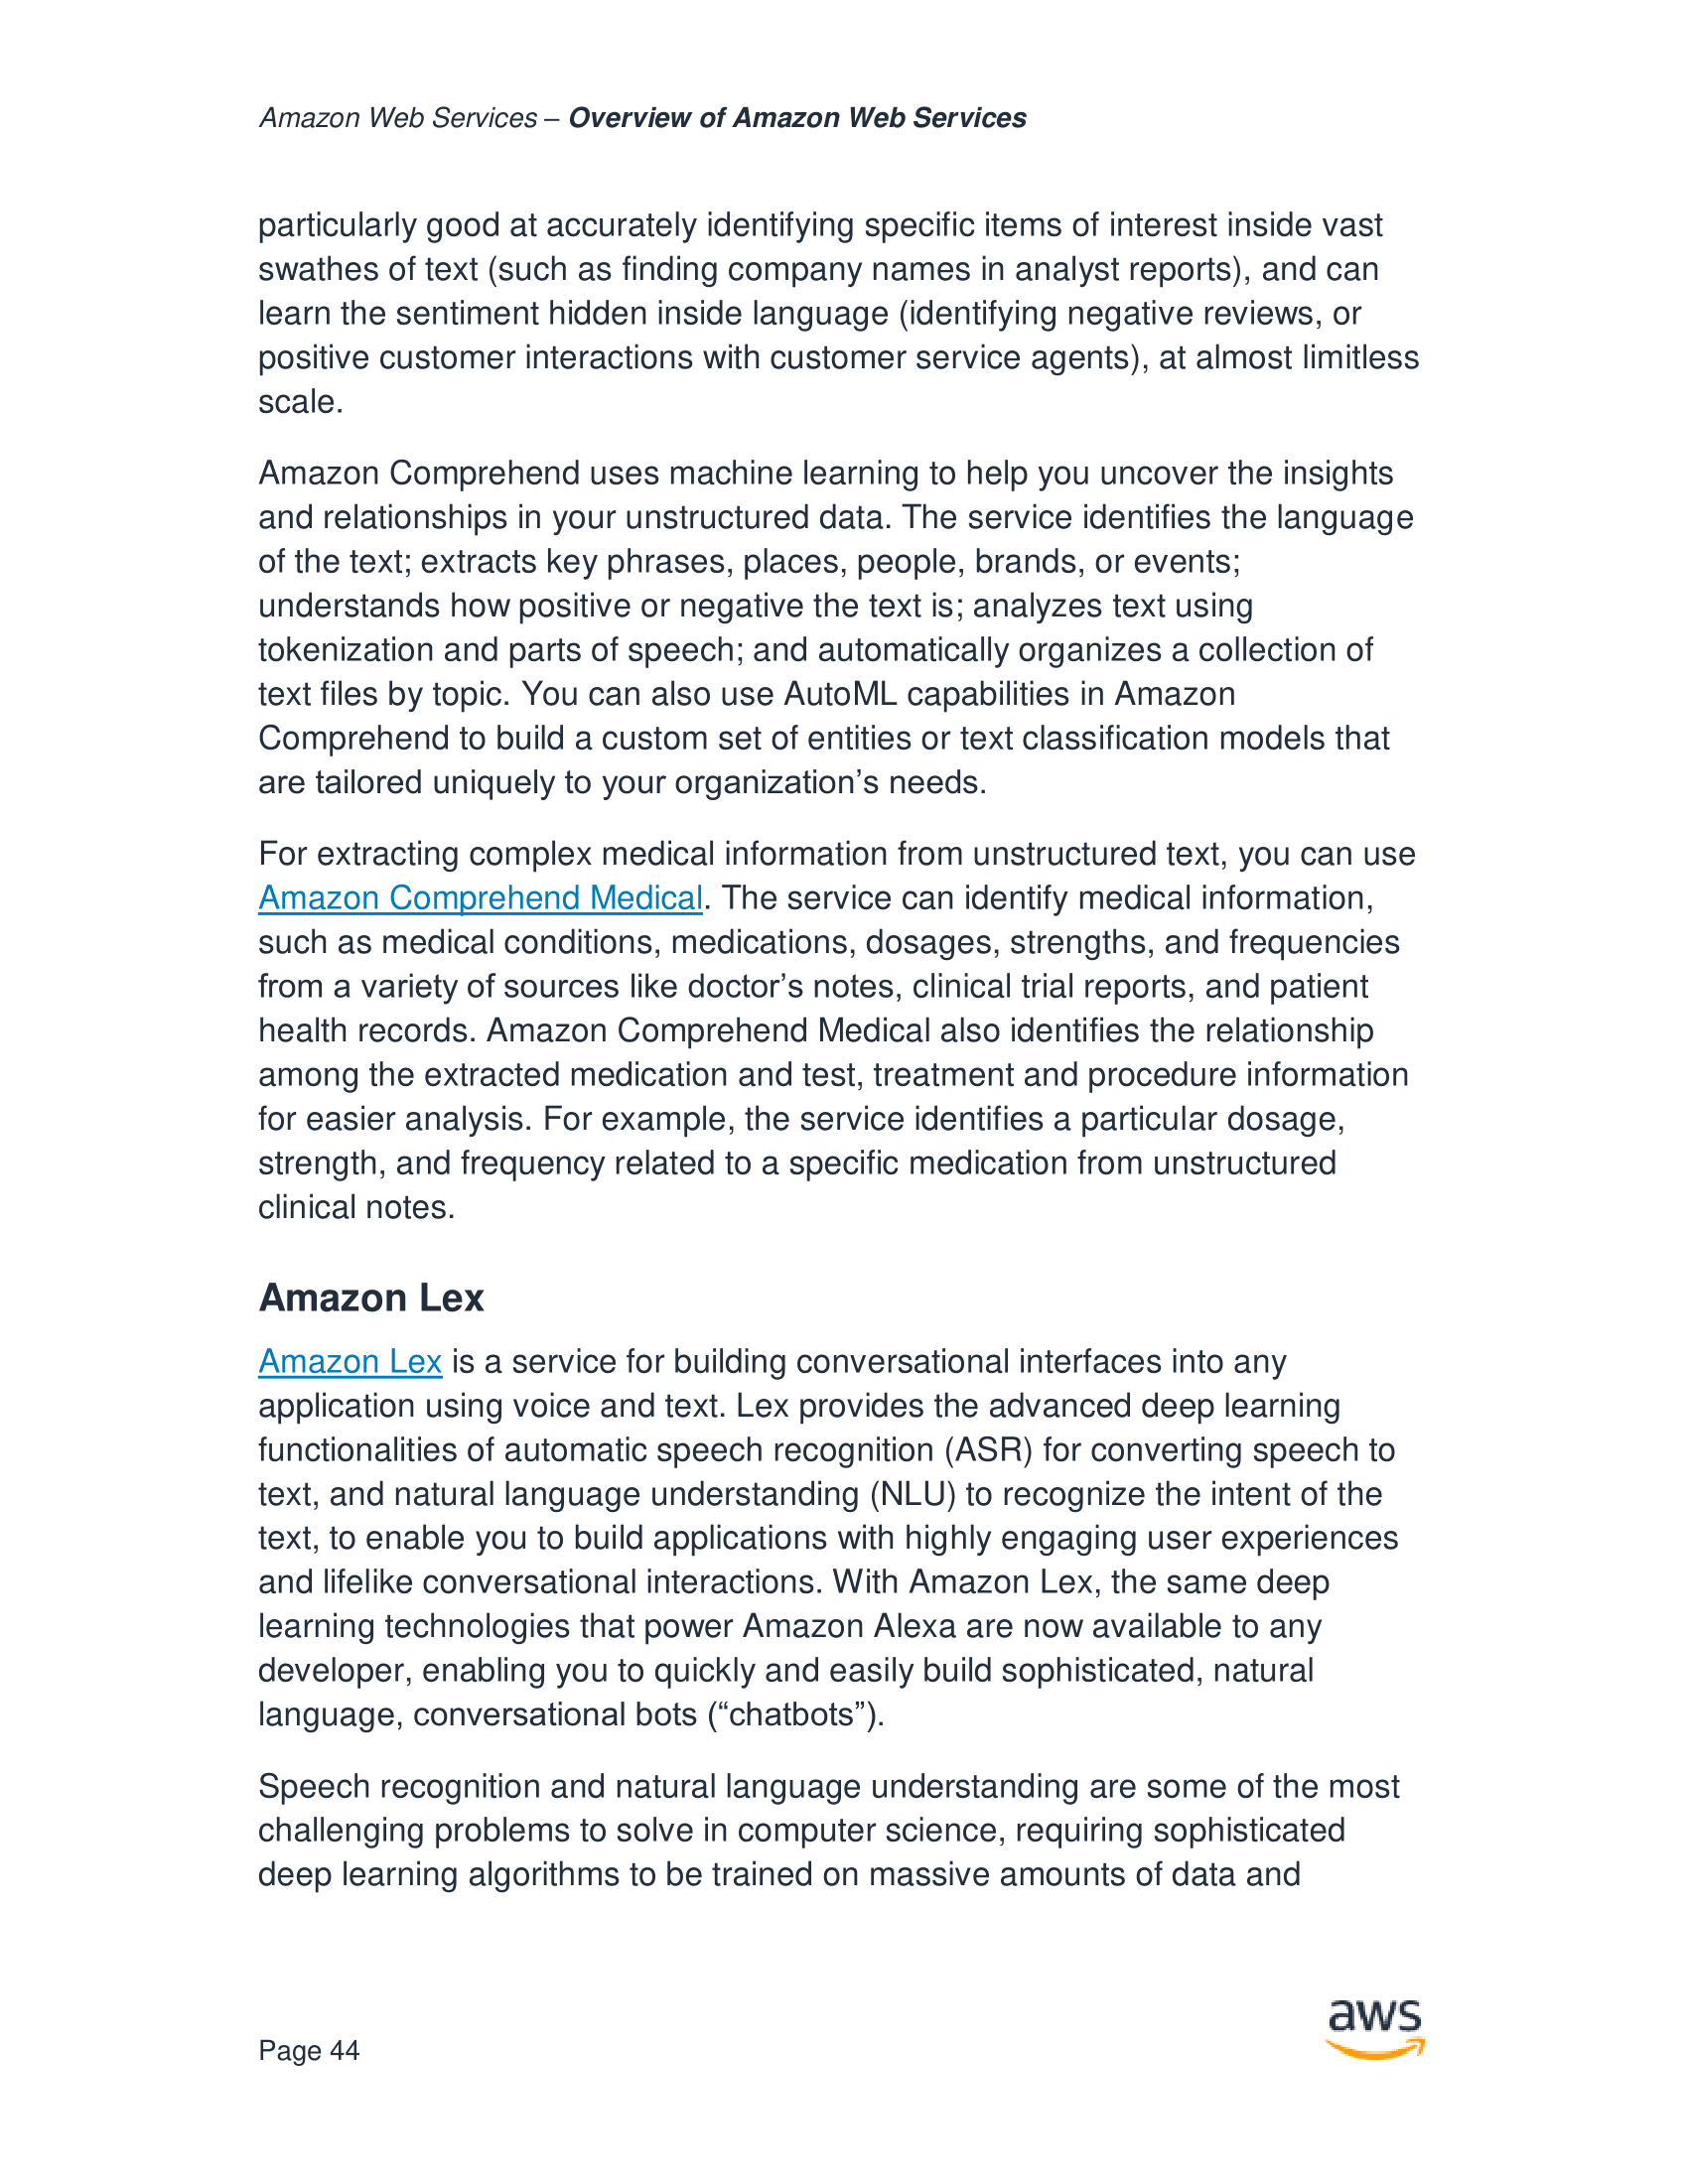 Amazon Web Services – Overview of Amazon Web Services
particularly good at accurately identifying specific items of interest inside vast
swathes of text (such as finding company names in analyst reports), and can
learn the sentiment hidden inside language (identifying negative reviews, or
positive customer interactions with customer service agents), at almost limitless
scale.
Amazon Comprehend uses machine learning to help you uncover the insights
and relationships in your unstructured data. The service identifies the language
of the text; extracts key phrases, places, people, brands, or events;
understands how positive or negative the text is; analyzes text using
tokenization and parts of speech; and automatically organizes a collection of
text files by topic. You can also use AutoML capabilities in Amazon
Comprehend to build a custom set of entities or text classification models that
are tailored uniquely to your organization’s needs.
For extracting complex medical information from unstructured text, you can use
Amazon Comprehend Medical. The service can identify medical information,
such as medical conditions, medications, dosages, strengths, and frequencies
from a variety of sources like doctor’s notes, clinical trial reports, and patient
health records. Amazon Comprehend Medical also identifies the relationship
among the extracted medication and test, treatment and procedure information
for easier analysis. For example, the service identifies a particular dosage,
strength, and frequency related to a specific medication from unstructured
clinical notes.
Amazon Lex
Amazon Lex is a service for building conversational interfaces into any
application using voice and text. Lex provides the advanced deep learning
functionalities of automatic speech recognition (ASR) for converting speech to
text, and natural language understanding (NLU) to recognize the intent of the
text, to enable you to build applications with highly engaging user experiences
and lifelike conversational interactions. With Amazon Lex, the same deep
learning technologies that power Amazon Alexa are now available to any
developer, enabling you to quickly and easily build sophisticated, natural
language, conversational bots (“chatbots”).
Speech recognition and natural language understanding are some of the most
challenging problems to solve in computer science, requiring sophisticated
deep learning algorithms to be trained on massive amounts of data and
aws
Page 44